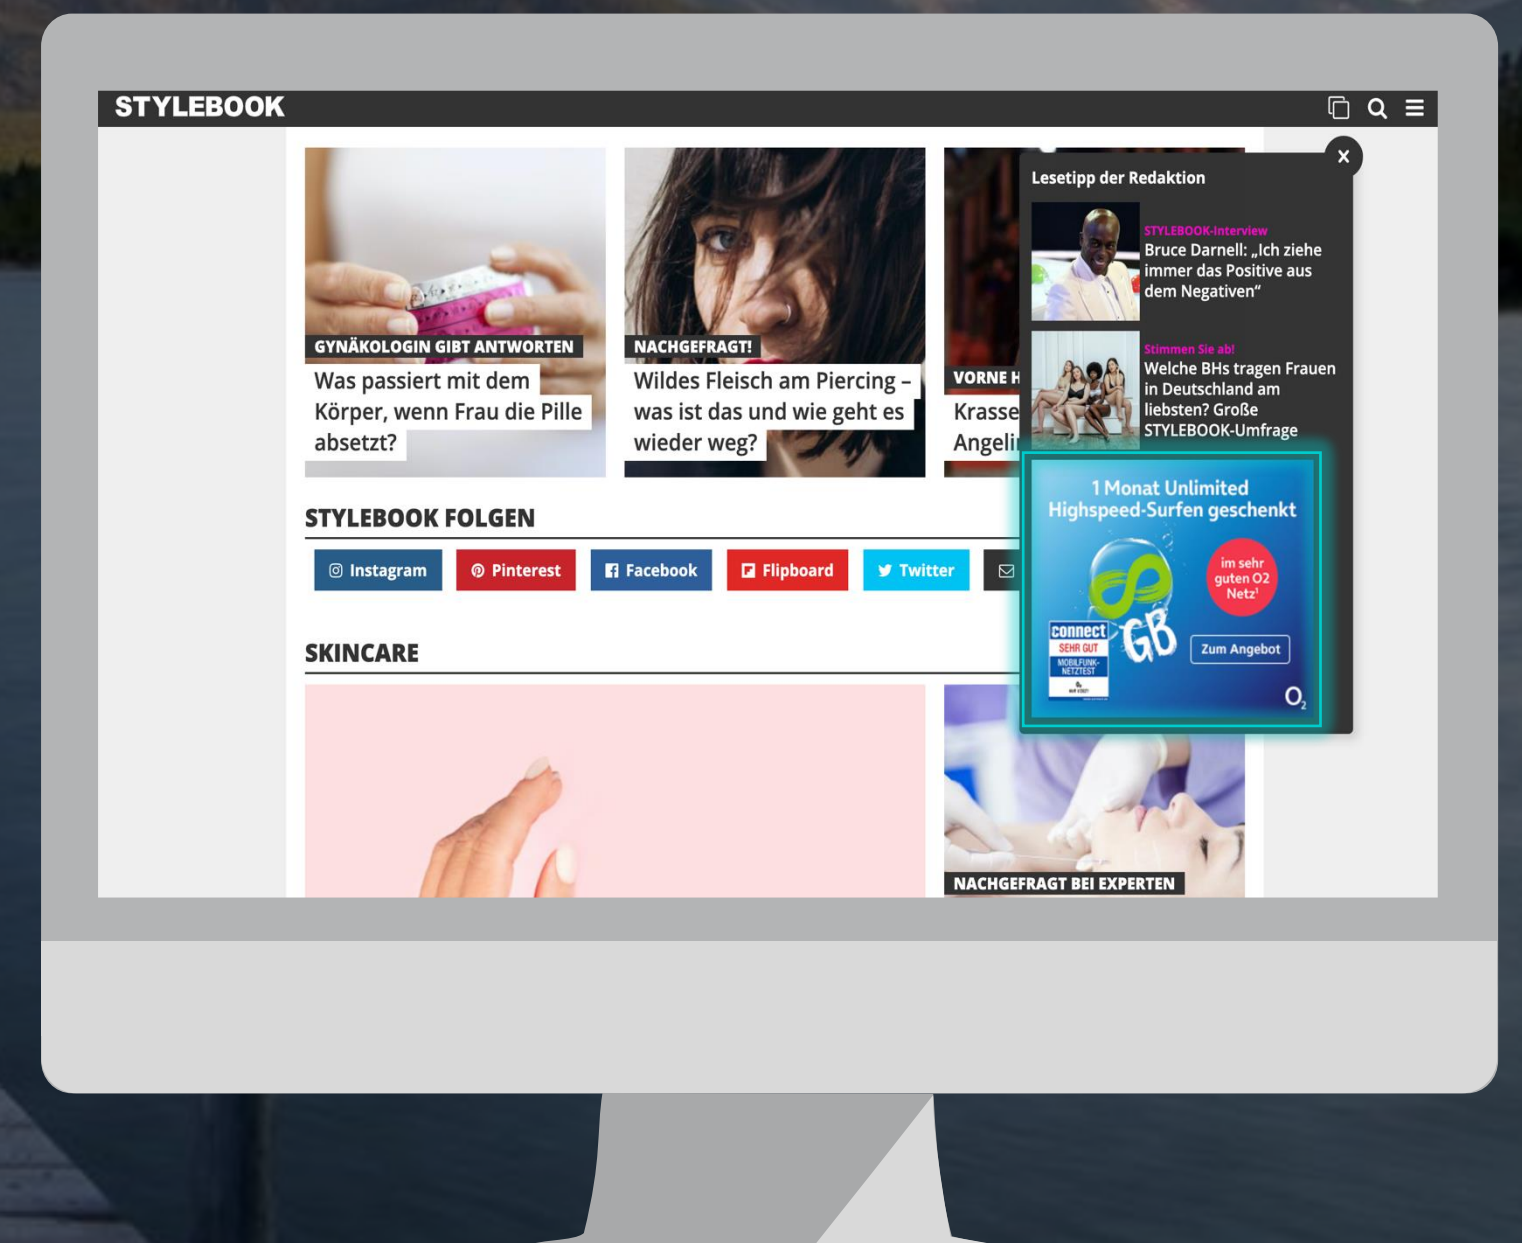 STYLEBOOK
GYNÄKOLOGIN GIBT ANTWORTEN
Was passiert mit dem
Körper, wenn Frau die Pille
absetzt?
NACHGEFRAGT!
Wildes Fleisch am Piercing –
was ist das und wie geht es
wieder weg?
VORNE
Krasse
STYLEBOOK FOLGEN
Instagram
Pinterest
Facebook
Flipboard
Twitter
SKINCARE
NACHGEFRAGT BEI EXPERTEN
X
Lesetipp der Redaktion
STYLEBOOK-Interview
Bruce Darnell: „Ich ziehe
immer das Positive aus
dem Negativen“
Stimmen Sie ab!
Welche BHs tragen Frauen
in Deutschland am
liebsten? Große
STYLEBOOK-Umfrage
1 Monat Unlimited
Highspeed-Surfen geschenkt
im sehr
guten O2
Netz¹
GB
connect
SEHR GUT
MOBILFUNK-
NETZTEST
Zum Angebot
O₂